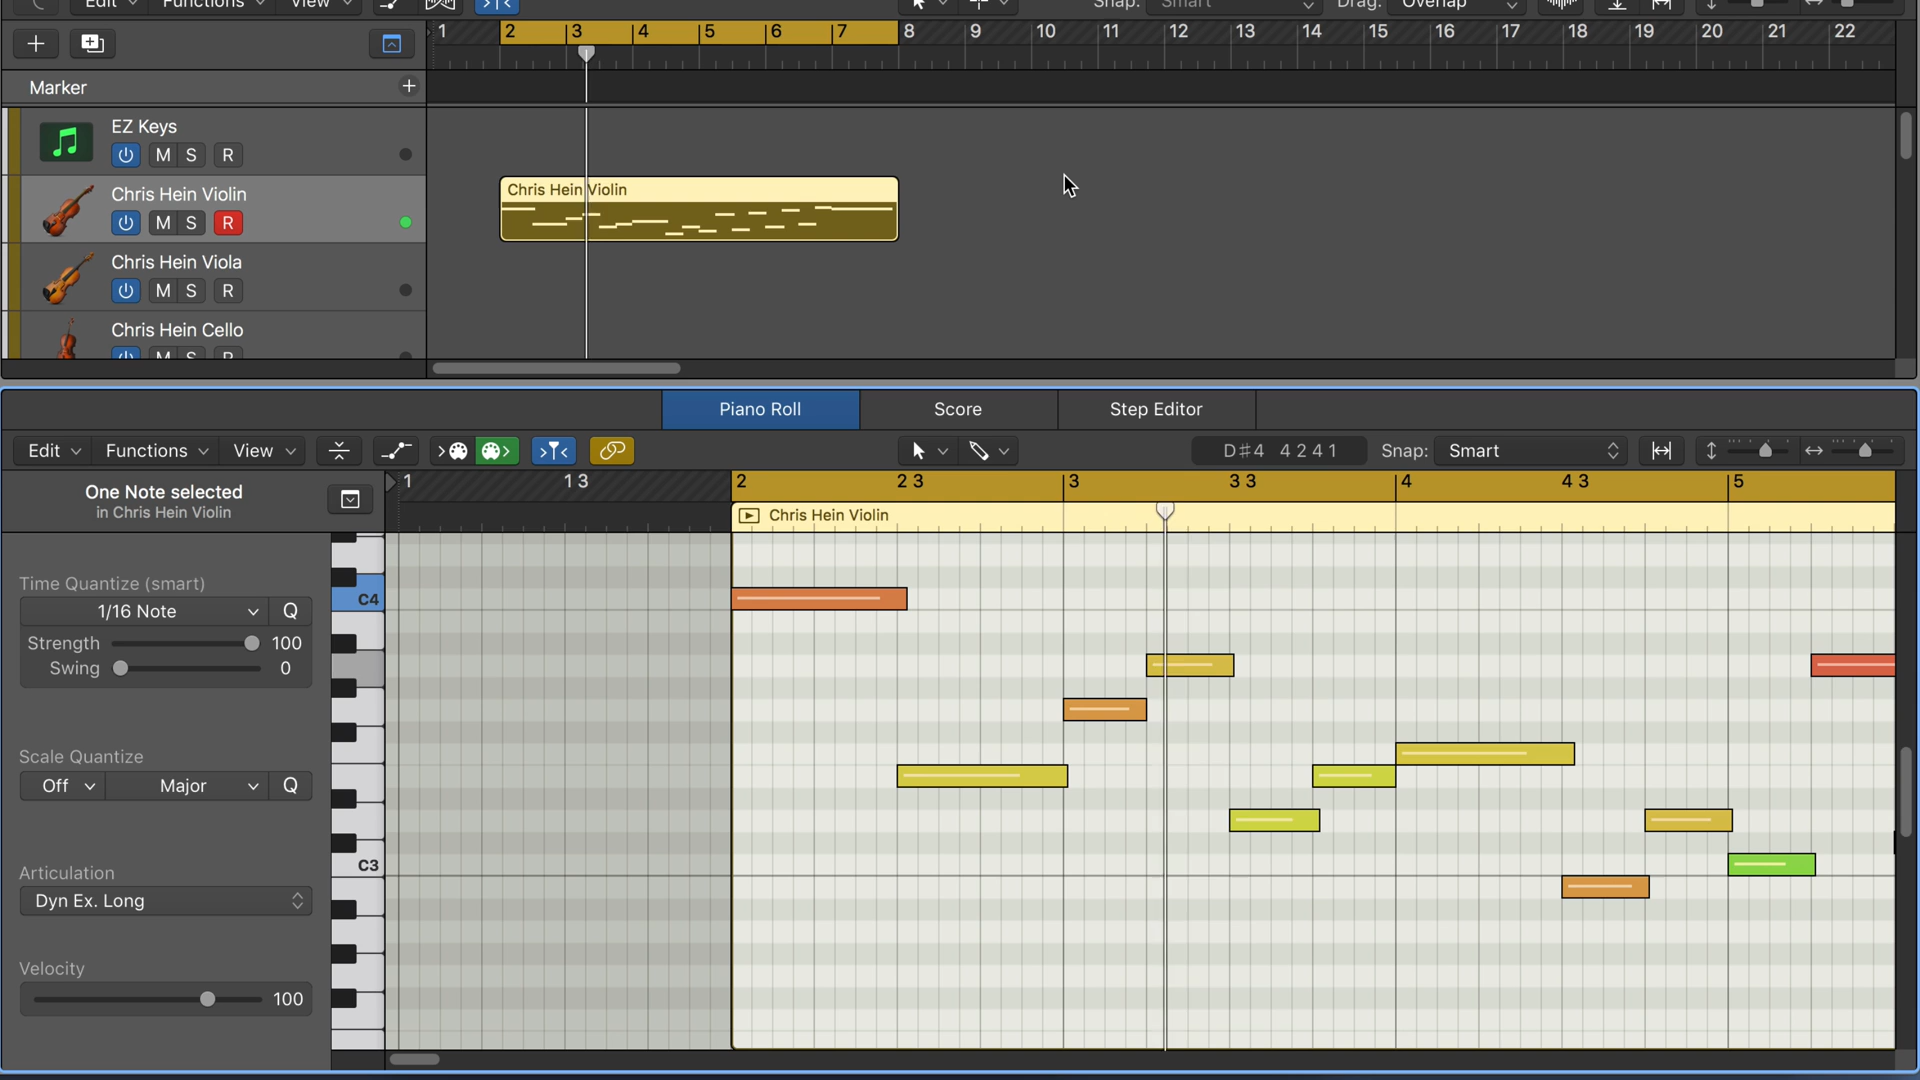 Edit Functions View Snap: Smart Drag: Overlap
1 2 3 4 5 6 7 8 9 10 11 12 13 14 15 16 17 18 19 20 21 22
Marker +
EZ Keys
M S R
Chris Hein Violin
M S R
Chris Hein Violin
Chris Hein Viola
M S R
Chris Hein Cello
M S R
Piano Roll Score Step Editor
Edit Functions View D♯4 4 2 4 1 Snap: Smart
One Note selected
in Chris Hein Violin
1 1 3 2 2 3 3 3 3 4 4 3 5
Chris Hein Violin
Time Quantize (smart)
1/16 Note Q
Strength 100
Swing 0
Scale Quantize
Off Major Q
Articulation
Dyn Ex. Long
Velocity
100
C4
C3